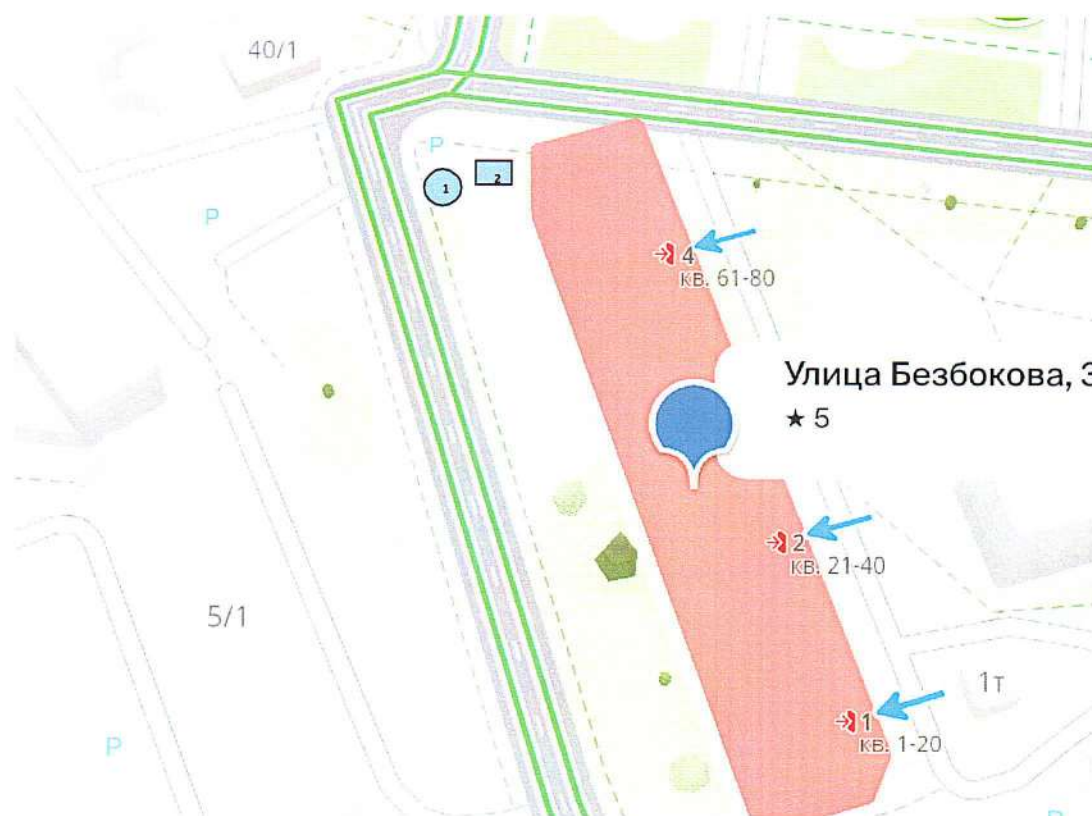 40/1
P
1
2
P
4
кв. 61-80
Улица Безбокова, 3
★ 5
2
кв. 21-40
5/1
1т
1
кв. 1-20
P
P